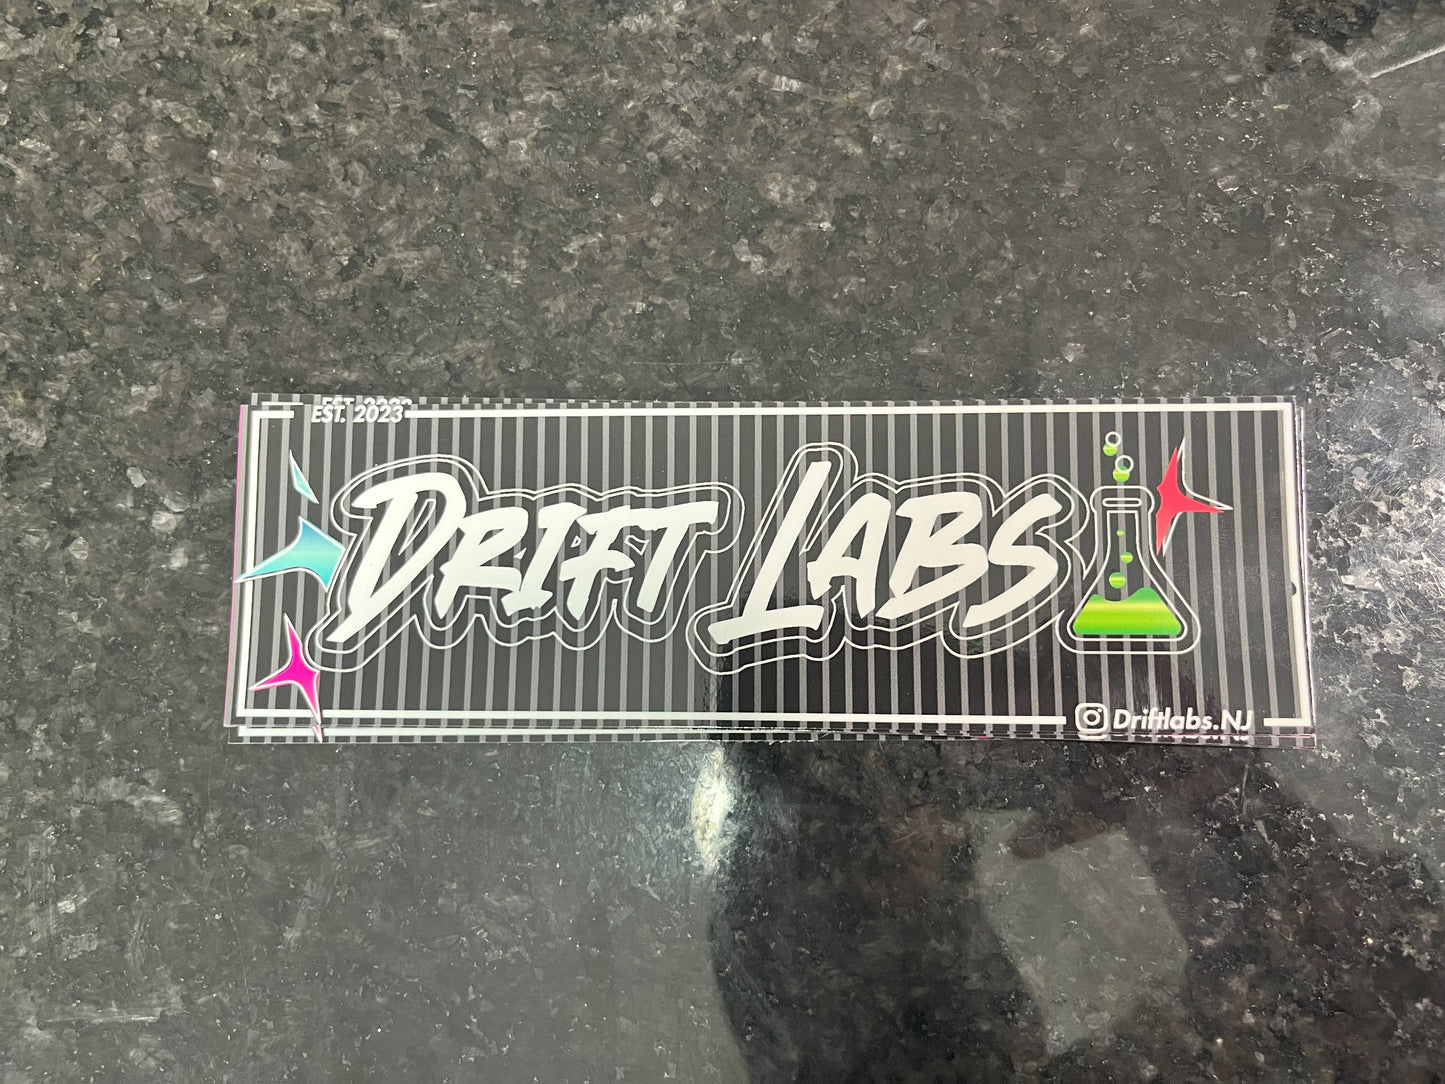 EST. 2023
DRIFT LABS
Driftlabs.NJ